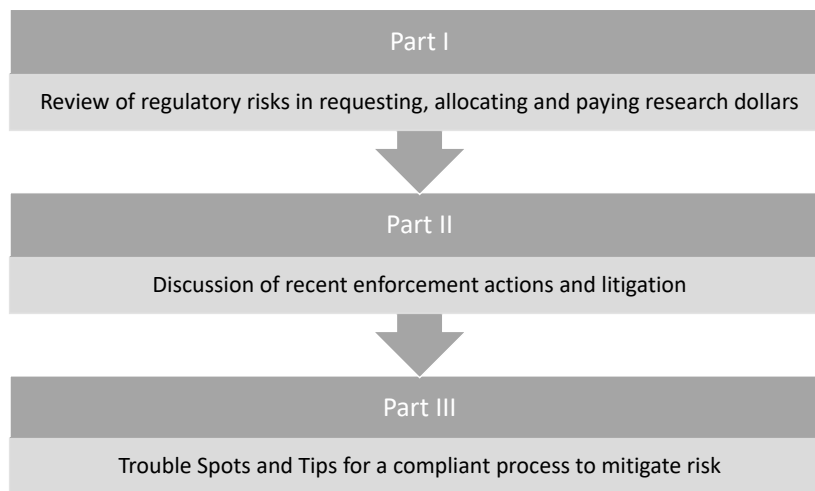 Part I
Review of regulatory risks in requesting, allocating and paying research dollars
Part II
Discussion of recent enforcement actions and litigation
Part III
Trouble Spots and Tips for a compliant process to mitigate risk